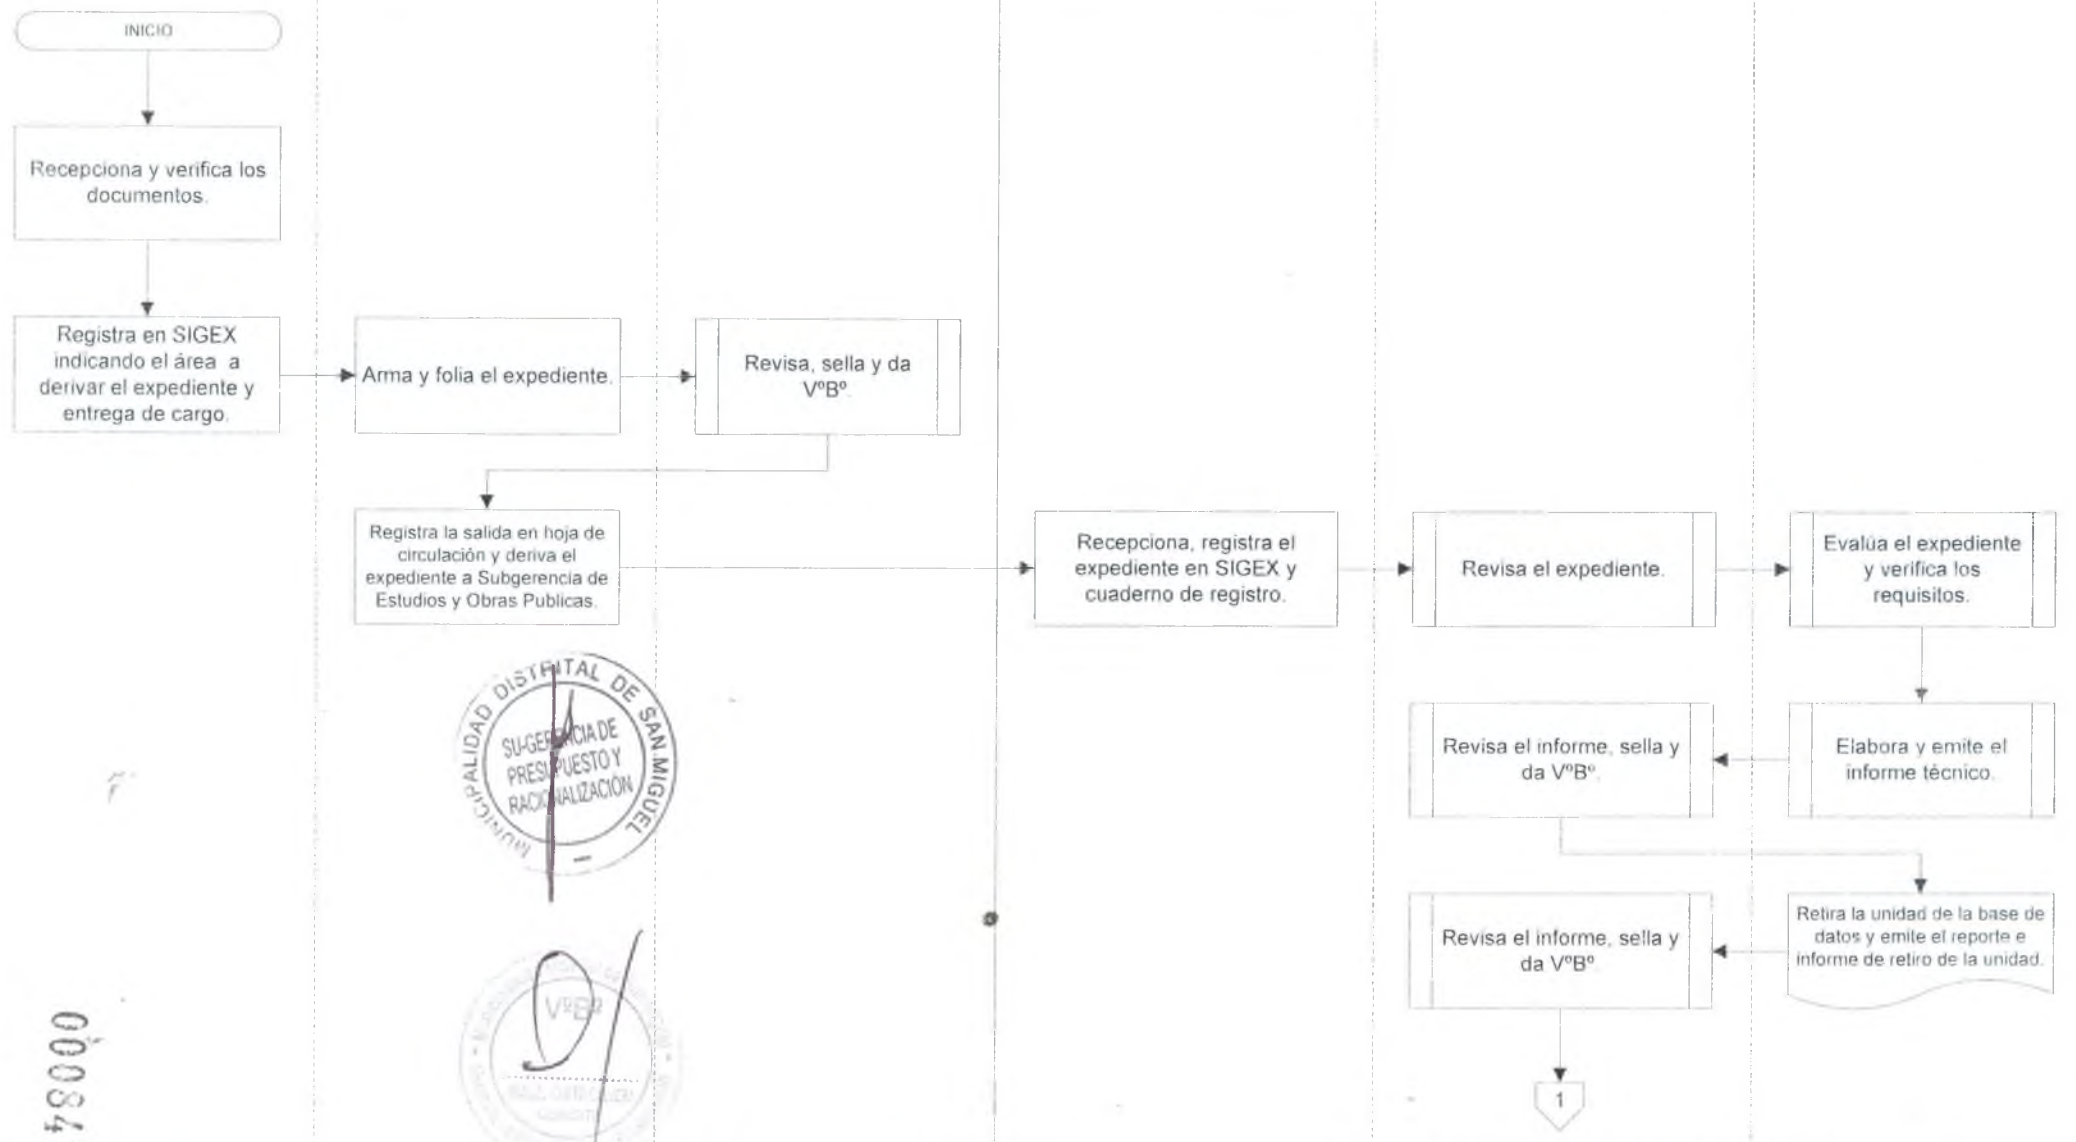 INICIO
Recepciona y verifica los
documentos.
Registra en SIGEX
indicando el área a
derivar el expediente y
entrega de cargo.
Arma y folia el expediente.
Revisa, sella y da
VºBº.
Registra la salida en hoja de
circulación y deriva el
expediente a Subgerencia de
Estudios y Obras Publicas.
Recepciona, registra el
expediente en SIGEX y
cuaderno de registro.
Revisa el expediente.
Evalúa el expediente
y verifica los
requisitos.
Elabora y emite el
informe técnico.
Revisa el informe, sella y
da VºBº.
Retira la unidad de la base de
datos y emite el reporte e
informe de retiro de la unidad.
Revisa el informe, sella y
da VºBº
1
MUNICIPALIDAD DISTRITAL DE SAN MIGUEL
SU-GERENCIA DE
PRESUPUESTO Y
RACIONALIZACIÓN
VºBº
000084